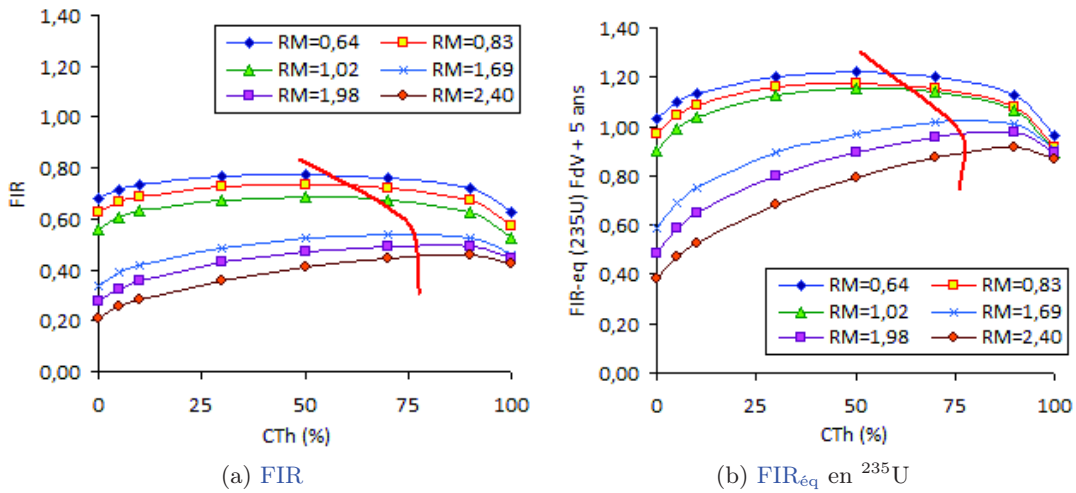 FIR
1,40
1,20
1,00
0,80
0,60
0,40
0,20
0,00
RM=0,64 RM=0,83
RM=1,02 RM=1,69
RM=1,98 RM=2,40
0 25 50 75 100
CTh (%)
(a) FIR
FIR-eq (235U) FdV + 5 ans
1,40
1,20
1,00
0,80
0,60
0,40
0,20
0,00
RM=0,64 RM=0,83
RM=1,02 RM=1,69
RM=1,98 RM=2,40
0 25 50 75 100
CTh (%)
(b) FIRéq en 235U